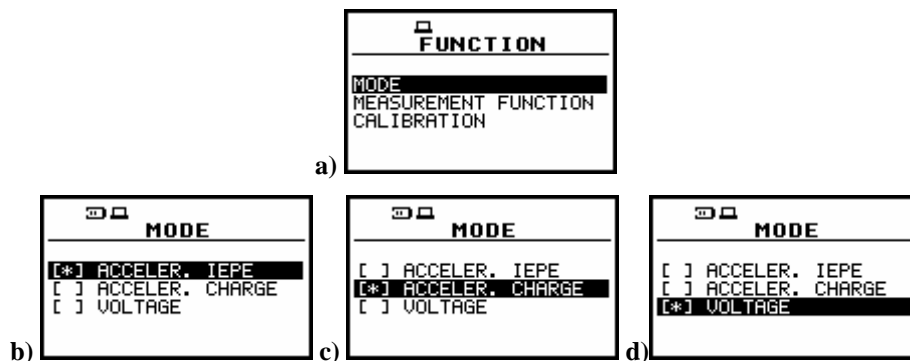 FUNCTION
MODE
MEASUREMENT FUNCTION
CALIBRATION
a)
MODE
[*] ACCELER. IEPE
[ ] ACCELER. CHARGE
[ ] VOLTAGE
b)
MODE
[ ] ACCELER. IEPE
[*] ACCELER. CHARGE
[ ] VOLTAGE
c)
MODE
[ ] ACCELER. IEPE
[ ] ACCELER. CHARGE
[*] VOLTAGE
d)